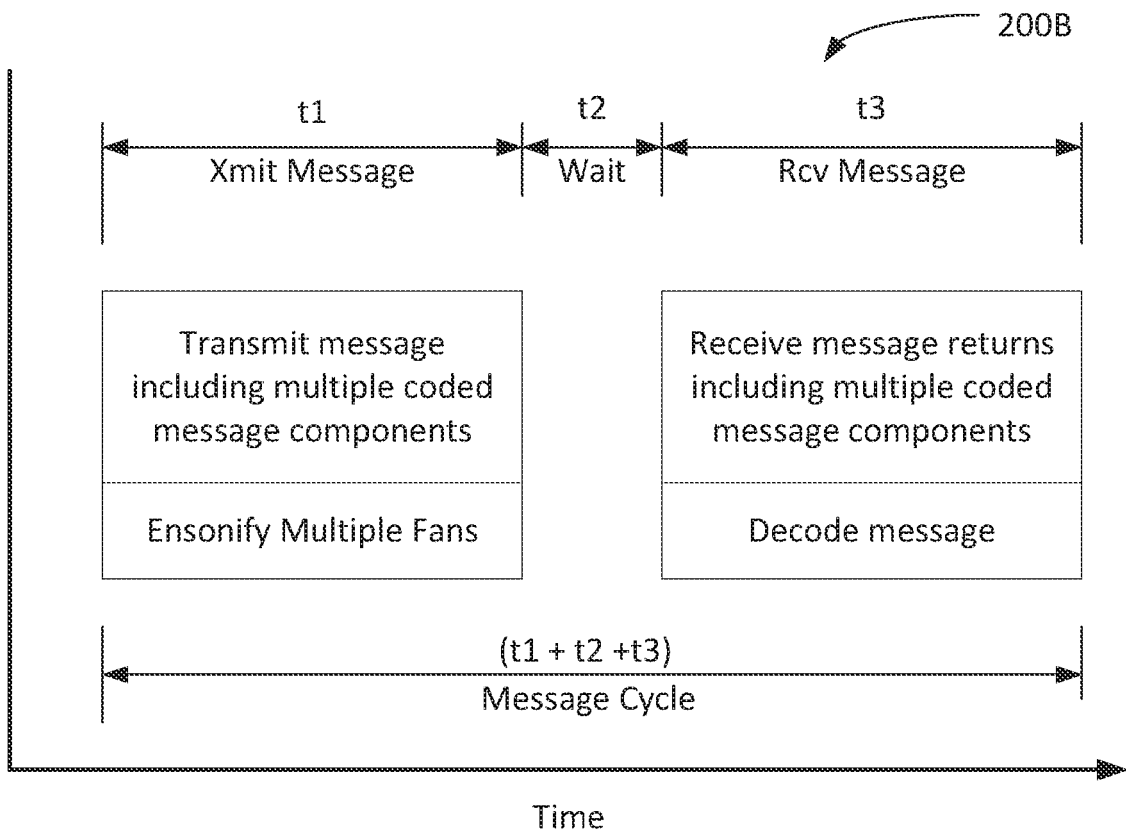 200B
t1
t2
t3
Xmit Message
Wait
Rcv Message
Transmit message
including multiple coded
message components
Ensonify Multiple Fans
Receive message returns
including multiple coded
message components
Decode message
(t1 + t2 +t3)
Message Cycle
Time